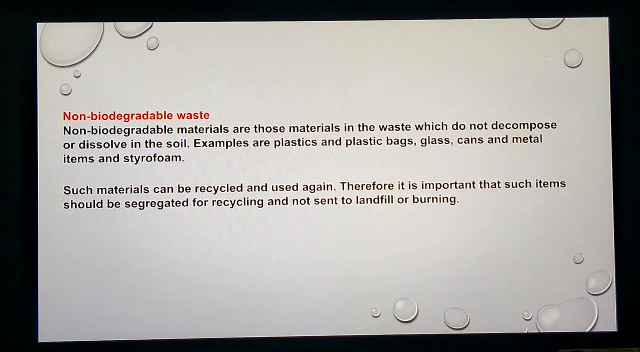 Non-biodegradable waste
Non-biodegradable materials are those materials in the waste which do not decompose
or dissolve in the soil. Examples are plastics and plastic bags, glass, cans and metal
items and styrofoam.
Such materials can be recycled and used again. Therefore it is important that such items
should be segregated for recycling and not sent to landfill or burning.